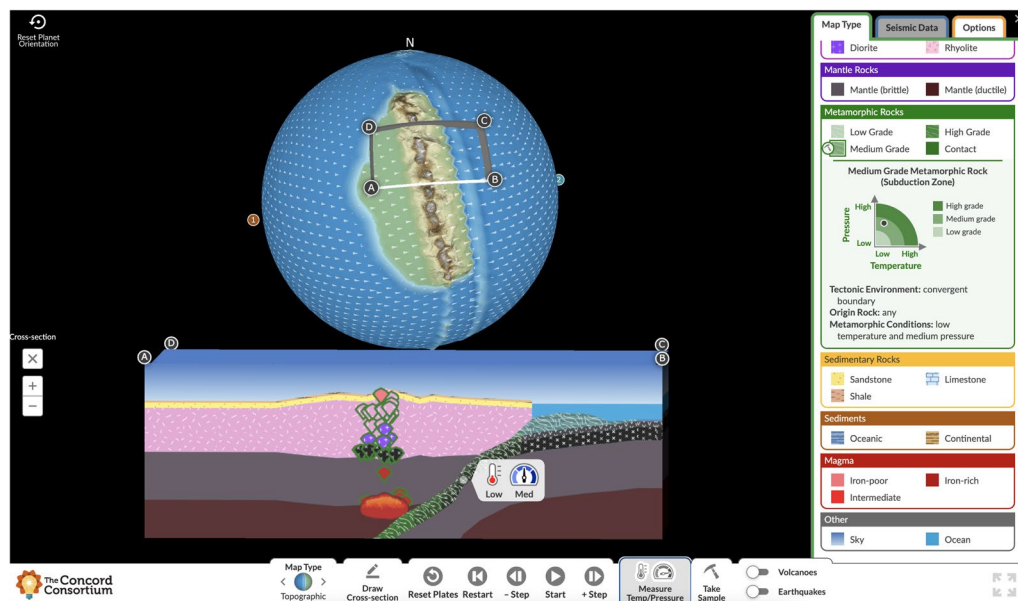 Reset Planet
Orientation
N
D
C
A
B
1
2
Cross-section
D
A
C
B
Low
Med
Map Type
Seismic Data
Options
Diorite
Rhyolite
Mantle Rocks
Mantle (brittle)
Mantle (ductile)
Metamorphic Rocks
Low Grade
High Grade
Medium Grade
Contact
Medium Grade Metamorphic Rock
(Subduction Zone)
Pressure
High
Low
Low
High
Temperature
High grade
Medium grade
Low grade
Tectonic Environment: convergent
boundary
Origin Rock: any
Metamorphic Conditions: low
temperature and medium pressure
Sedimentary Rocks
Sandstone
Limestone
Shale
Sediments
Oceanic
Continental
Magma
Iron-poor
Iron-rich
Intermediate
Other
Sky
Ocean
The Concord
Consortium
Map Type
Topographic
Draw
Cross-section
Reset Plates
Restart
– Step
Start
+ Step
Measure
Temp/Pressure
Take
Sample
Volcanoes
Earthquakes